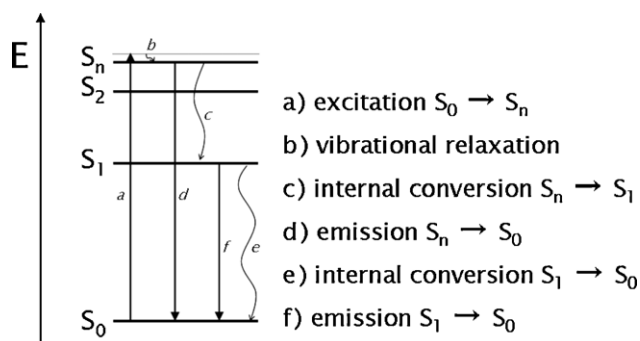 E
Sₙ
S₂
S₁
S₀
b
c
a
d
f
e
a) excitation S₀ → Sₙ
b) vibrational relaxation
c) internal conversion Sₙ → S₁
d) emission Sₙ → S₀
e) internal conversion S₁ → S₀
f) emission S₁ → S₀